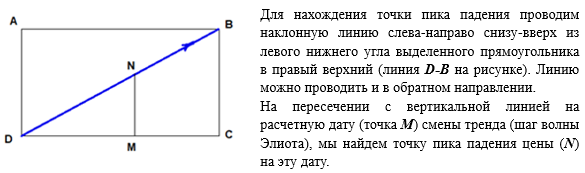 A
B
N
D
M
C
Для нахождения точки пика падения проводим
наклонную линию слева-направо снизу-вверх из
левого нижнего угла выделенного прямоугольника
в правый верхний (линия D-B на рисунке). Линию
можно проводить и в обратном направлении.
На пересечении с вертикальной линией на
расчетную дату (точка M) смены тренда (шаг волны
Элиота), мы найдем точку пика падения цены (N)
на эту дату.